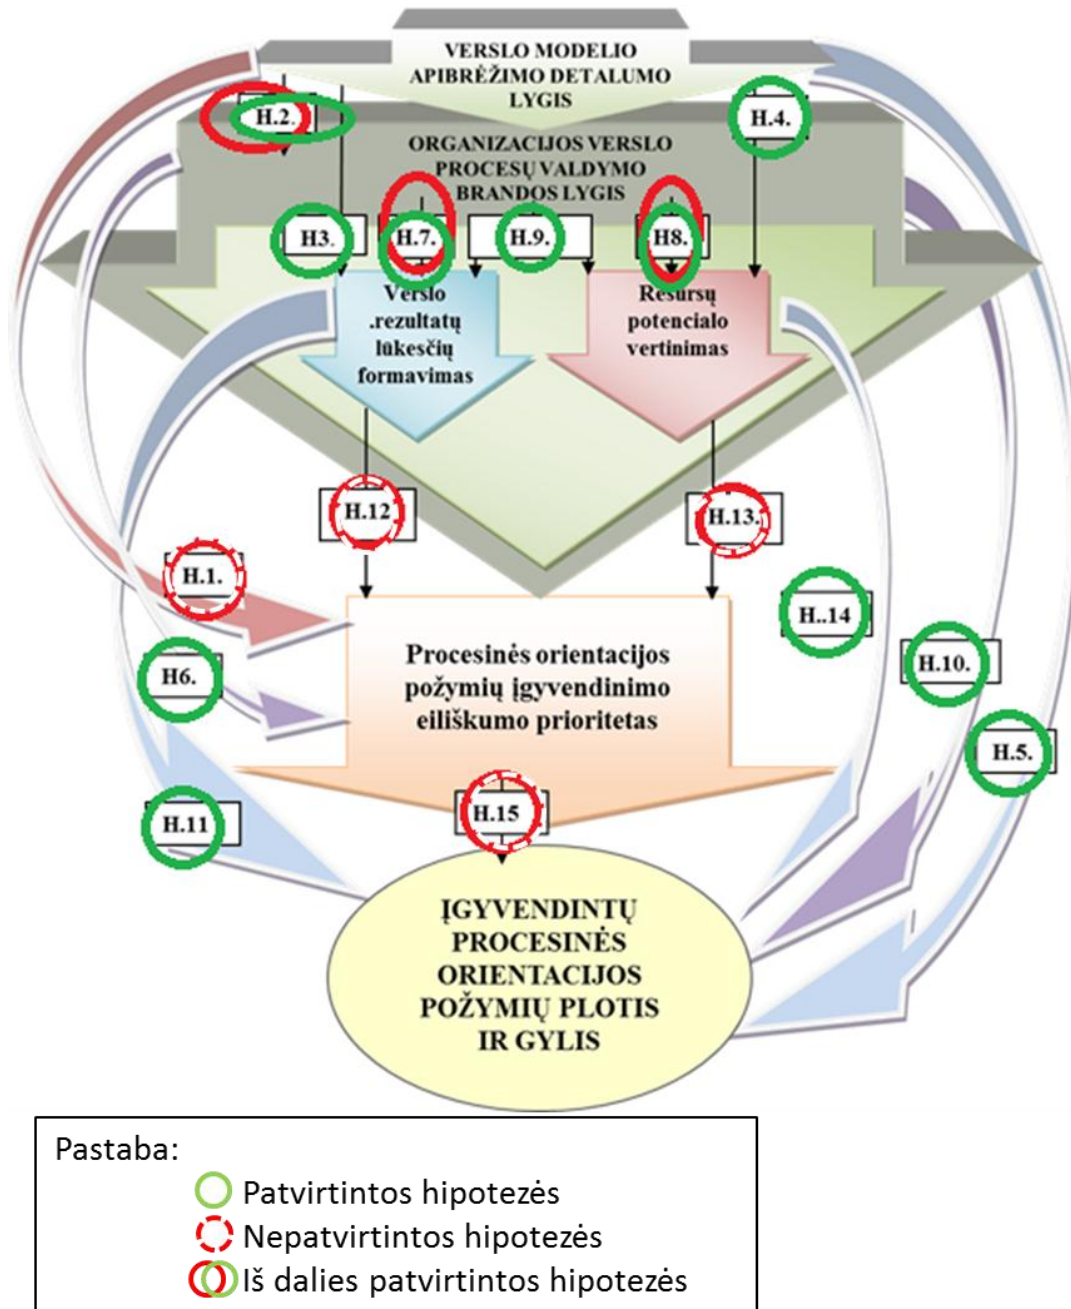 VERSLO MODELIO
APIBRĖŽIMO DETALUMO
LYGIS
H.2.
H.4.
ORGANIZACIJOS VERSLO
PROCESŲ VALDYMO
BRANDOS LYGIS
H3.
H.7.
H.9.
H8.
Verslo
.rezultatų
lūkesčių
formavimas
Resursų
potencialo
vertinimas
H.12
H.13.
H.1.
H..14
Procesinės orientacijos
požymių įgyvendinimo
eiliškumo prioritetas
H6.
H.10.
H.5.
H.15
H.11
ĮGYVENDINTŲ
PROCESINĖS
ORIENTACIJOS
POŽYMIŲ PLOTIS
IR GYLIS
Pastaba:
Patvirtintos hipotezės
Nepatvirtintos hipotezės
Iš dalies patvirtintos hipotezės